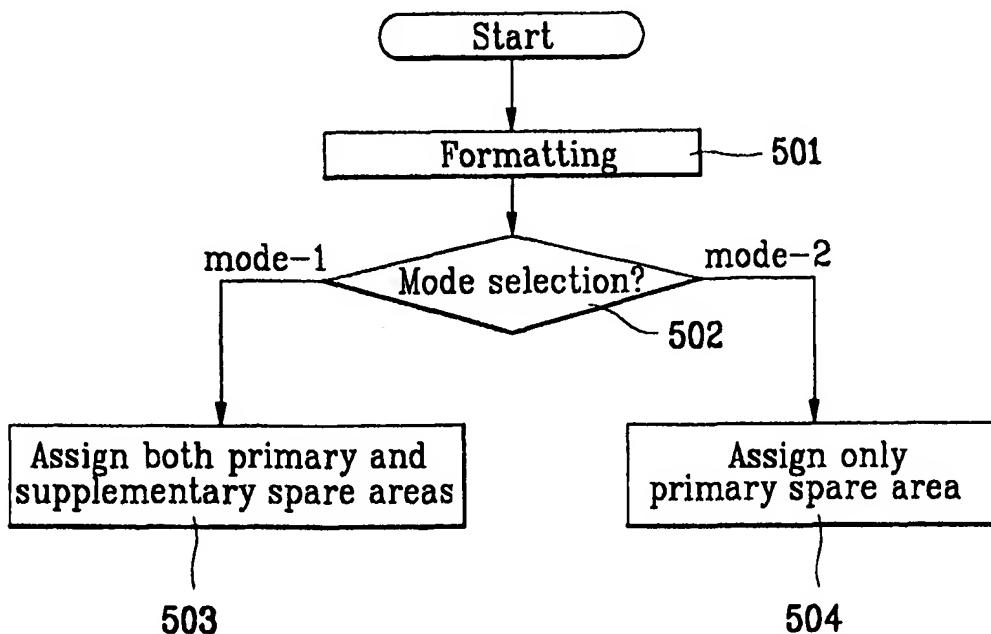 Start
Formatting
501
mode-1
Mode selection?
mode-2
502
Assign both primary and
supplementary spare areas
Assign only
primary spare area
503
504